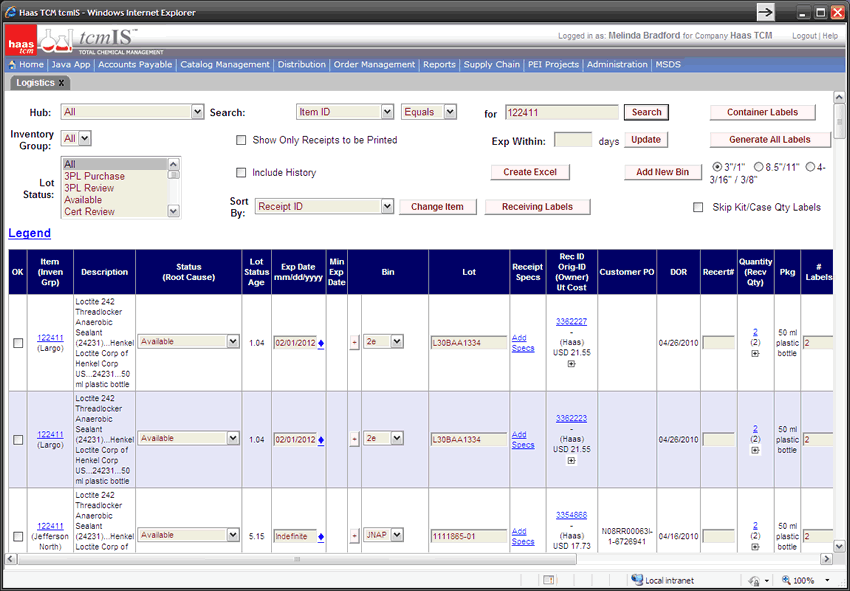 Haas TCM tcmIS - Windows Internet Explorer
haas tcm tcmIS™ TOTAL CHEMICAL MANAGEMENT
Logged in as: Melinda Bradford for Company Haas TCM Logout | Help
Home | Java App | Accounts Payable | Catalog Management | Distribution | Order Management | Reports | Supply Chain | PEI Projects | Administration | MSDS
Logistics X
Hub: All Search: Item ID Equals for 122411 Search Container Labels
Inventory Group: All Show Only Receipts to be Printed Exp Within: days Update Generate All Labels
Lot Status: All
3PL Purchase
3PL Review
Available
Cert Review
Include History Create Excel Add New Bin 3"/1" 8.5"/11" 4-
3/16" / 3/8"
Sort By: Receipt ID Change Item Receiving Labels Skip Kit/Case Qty Labels
Legend
OK Item (Inven Grp) Description Status (Root Cause) Lot Status Age Exp Date mm/dd/yyyy Min Exp Date Bin Lot Receipt Specs Rec ID Orig-ID (Owner) Ut Cost Customer PO DOR Recert# Quantity (Recv Qty) Pkg # Labels
122411
(Largo)
Loctite 242
Threadlocker
Anaerobic
Sealant
(24231)...Henkel
Loctite Corp of
Henkel Corp
US...24231...50
ml plastic bottle
Available 1.04 02/01/2012 + 2e L30BAA1334 Add Specs
3362227
-
(Haas)
USD 21.55
04/26/2010
2
(2)
50 ml
plastic
bottle
2
122411
(Largo)
Loctite 242
Threadlocker
Anaerobic
Sealant
(24231)...Henkel
Loctite Corp of
Henkel Corp
US...24231...50
ml plastic bottle
Available 1.04 02/01/2012 + 2e L30BAA1334 Add Specs
3362223
-
(Haas)
USD 21.55
04/26/2010
2
(2)
50 ml
plastic
bottle
2
122411
(Jefferson
North)
Loctite 242
Threadlocker
Anaerobic
Sealant
(24231)...Henkel
Loctite Corp of
Available 5.15 Indefinite + JNAP 1111865-01 Add Specs
3354868
-
(Haas)
USD 17.73
N08RR00063I-
1-6726941
04/16/2010
2
(2)
50 ml
plastic
bottle
2
Local intranet 100%